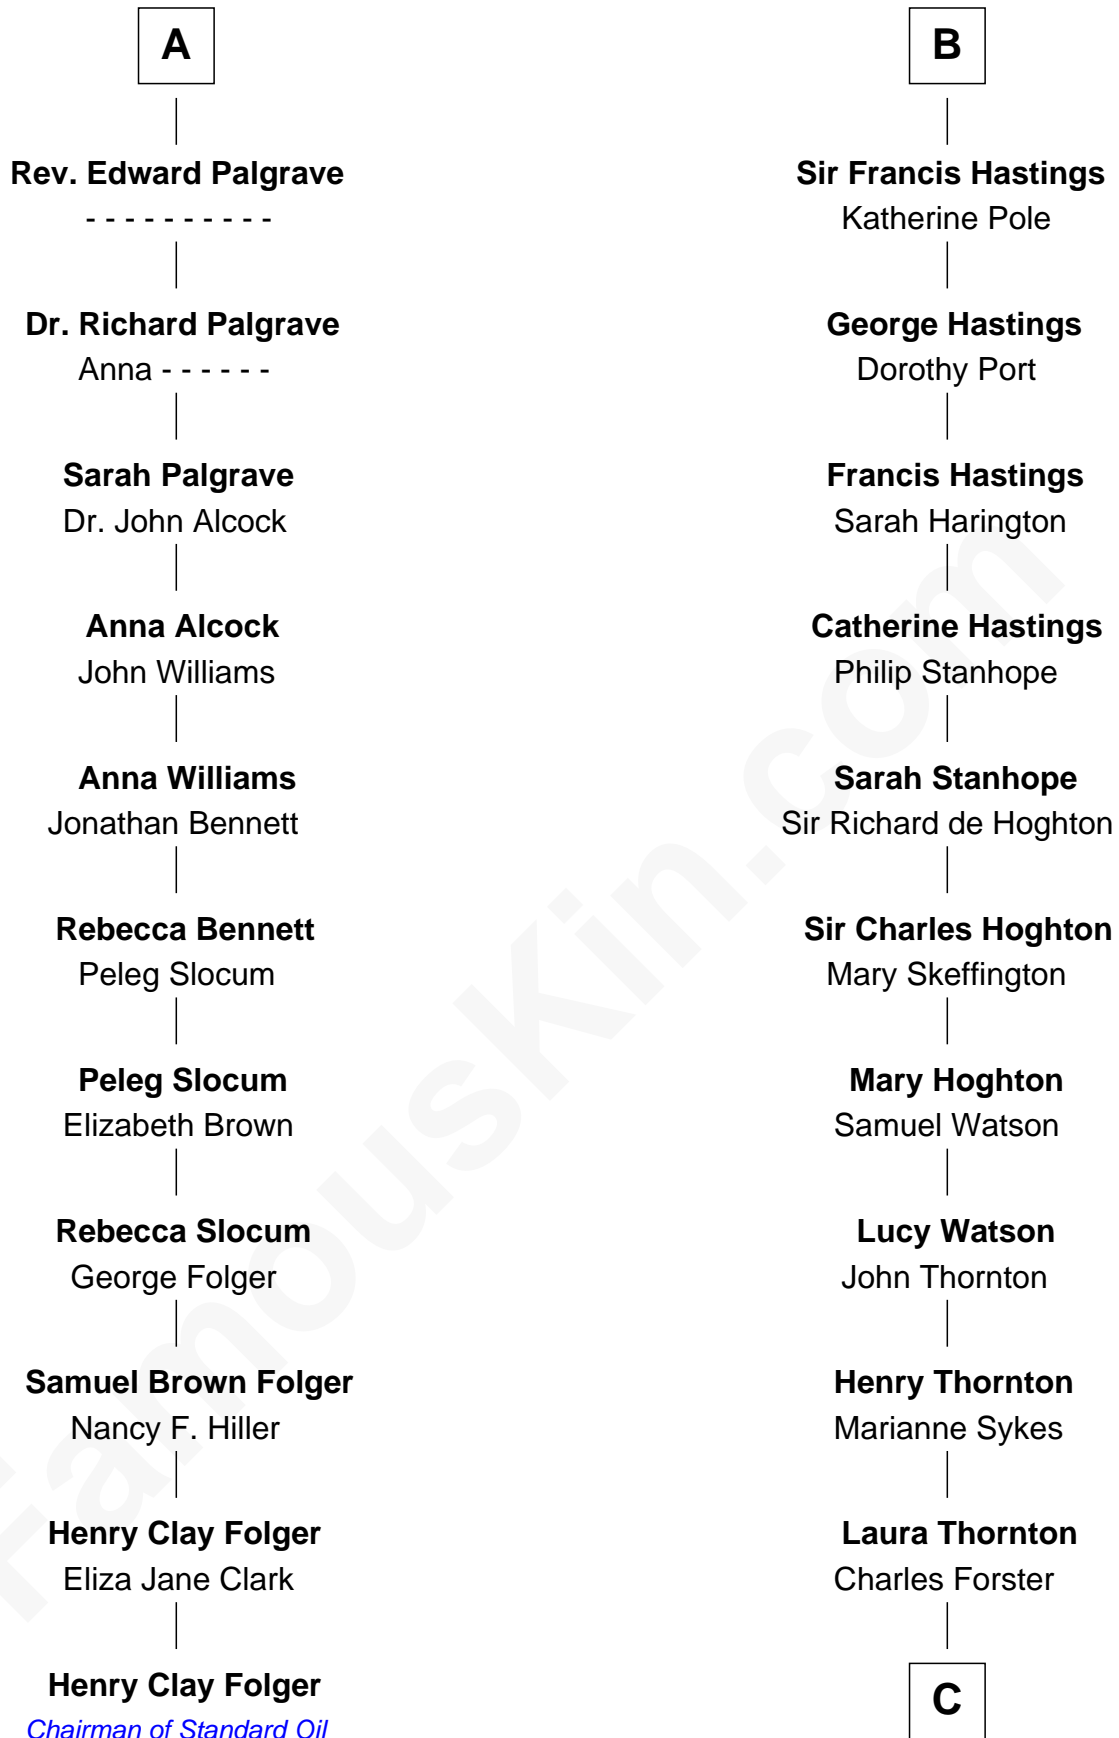 A
Rev. Edward Palgrave
- - - - - - - - - -
Dr. Richard Palgrave
Anna - - - - - -
Sarah Palgrave
Dr. John Alcock
Anna Alcock
John Williams
Anna Williams
Jonathan Bennett
Rebecca Bennett
Peleg Slocum
Peleg Slocum
Elizabeth Brown
Rebecca Slocum
George Folger
Samuel Brown Folger
Nancy F. Hiller
Henry Clay Folger
Eliza Jane Clark
Henry Clay Folger
Chairman of Standard Oil
B
Sir Francis Hastings
Katherine Pole
George Hastings
Dorothy Port
Francis Hastings
Sarah Harington
Catherine Hastings
Philip Stanhope
Sarah Stanhope
Sir Richard de Hoghton
Sir Charles Hoghton
Mary Skeffington
Mary Hoghton
Samuel Watson
Lucy Watson
John Thornton
Henry Thornton
Marianne Sykes
Laura Thornton
Charles Forster
C
FamousKin.com